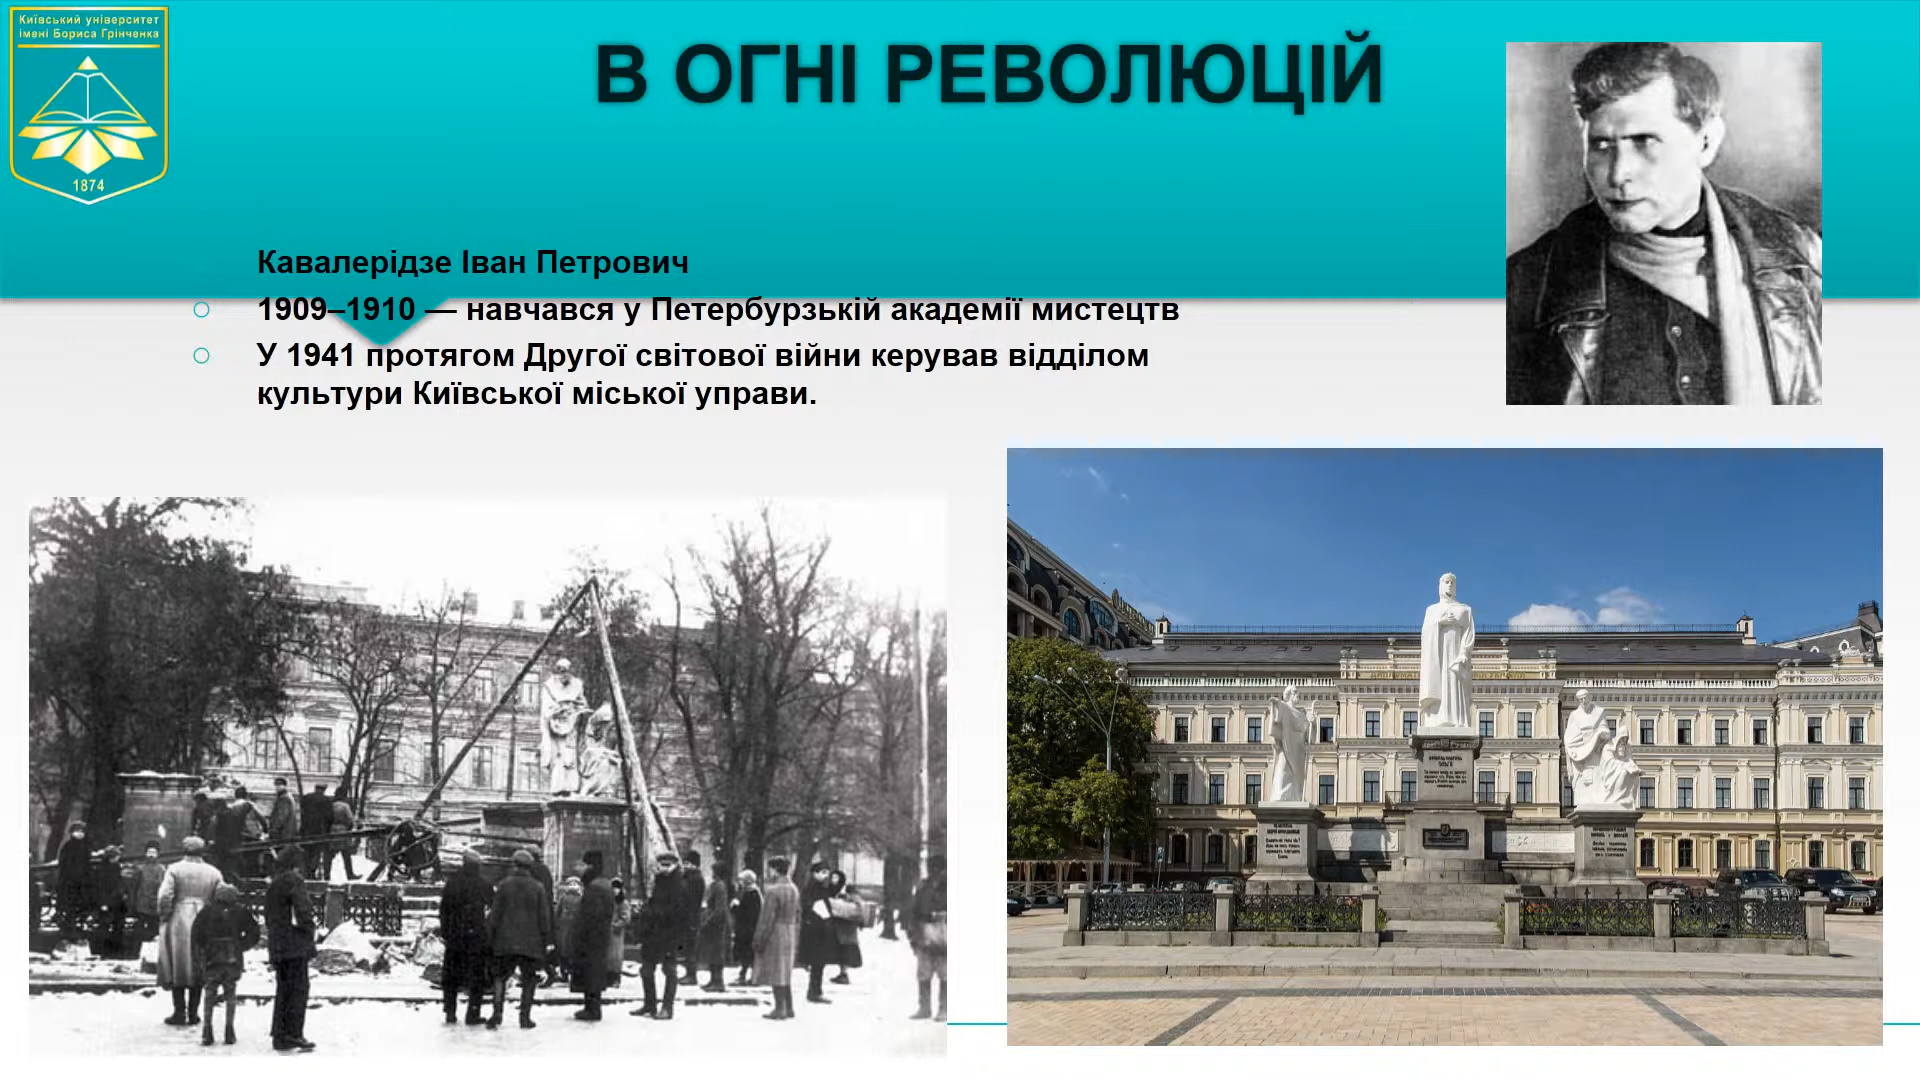 Київський університет
імені Бориса Грінченка
1874
В ОГНІ РЕВОЛЮЦІЙ
Кавалерідзе Іван Петрович
1909–1910 — навчався у Петербурзькій академії мистецтв
У 1941 протягом Другої світової війни керував відділом
культури Київської міської управи.